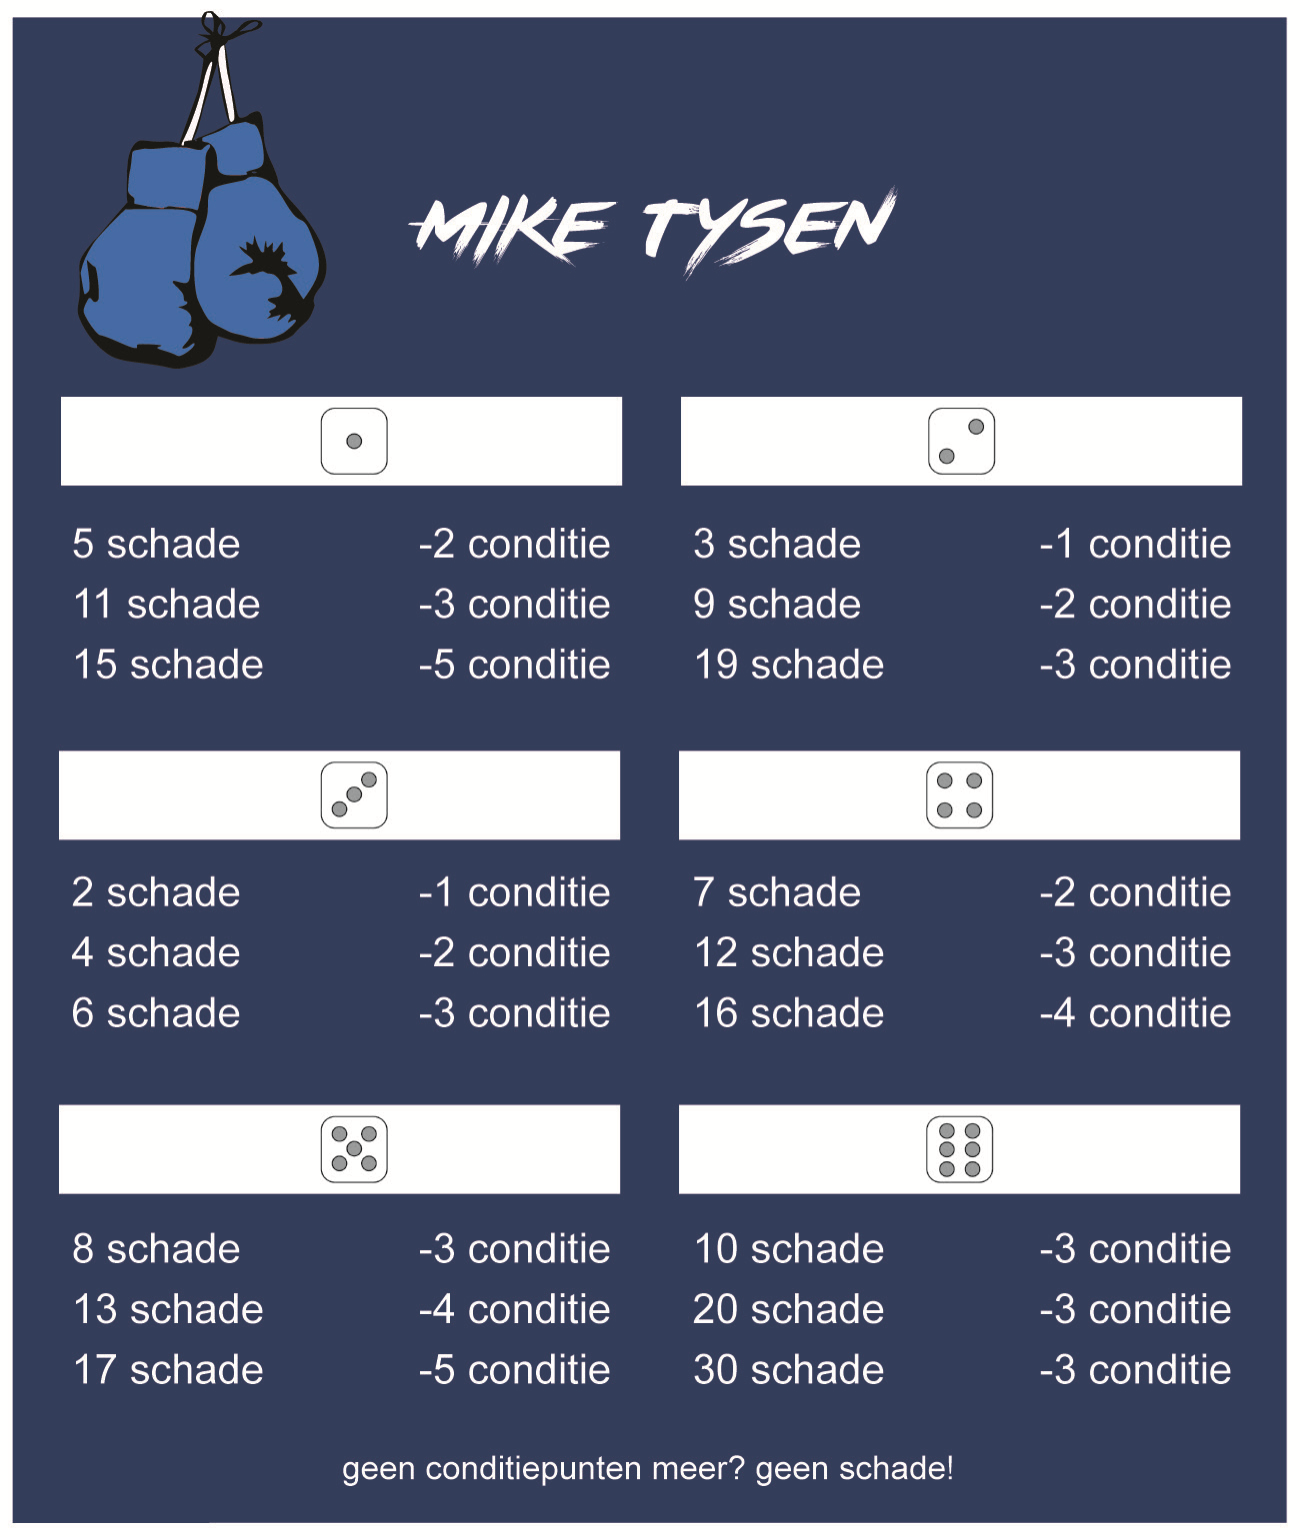 MIKE TYSEN
5 schade -2 conditie
11 schade -3 conditie
15 schade -5 conditie
3 schade -1 conditie
9 schade -2 conditie
19 schade -3 conditie
2 schade -1 conditie
4 schade -2 conditie
6 schade -3 conditie
7 schade -2 conditie
12 schade -3 conditie
16 schade -4 conditie
8 schade -3 conditie
13 schade -4 conditie
17 schade -5 conditie
10 schade -3 conditie
20 schade -3 conditie
30 schade -3 conditie
geen conditiepunten meer? geen schade!